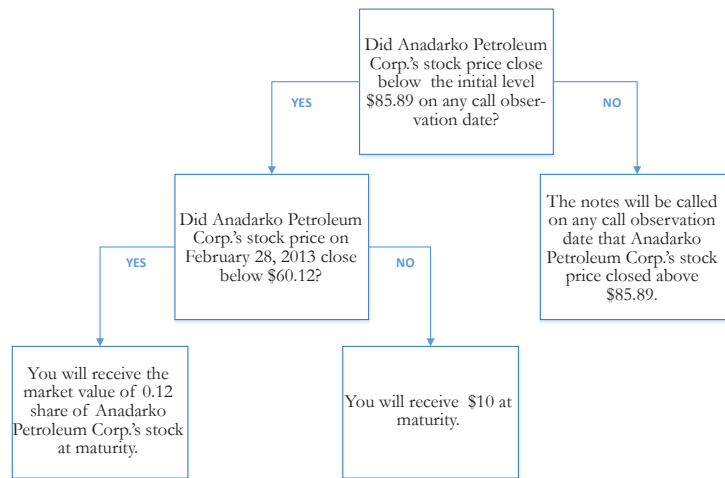 Did Anadarko Petroleum
Corp.'s stock price close
below the initial level
$85.89 on any call obser-
vation date?
YES
NO
Did Anadarko Petroleum
Corp.'s stock price on
February 28, 2013 close
below $60.12?
The notes will be called
on any call observation
date that Anadarko
Petroleum Corp.'s stock
price closed above
$85.89.
YES
NO
You will receive the
market value of 0.12
share of Anadarko
Petroleum Corp.'s stock
at maturity.
You will receive $10 at
maturity.